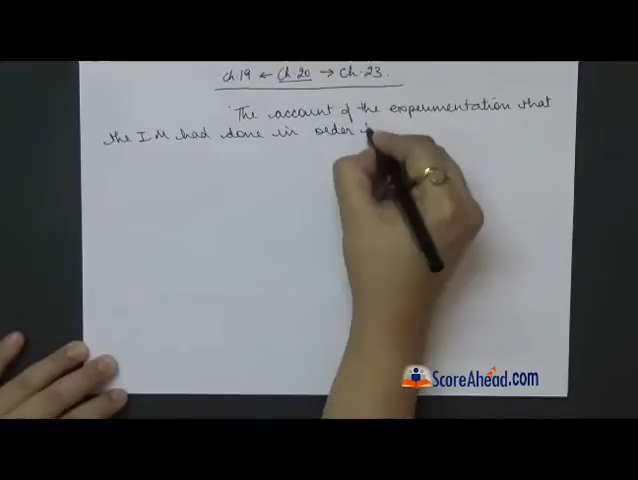 Ch.19 ← Ch.20 → Ch.23.
The account of the experimentation that
the I M had done in order
ScoreAhead.com